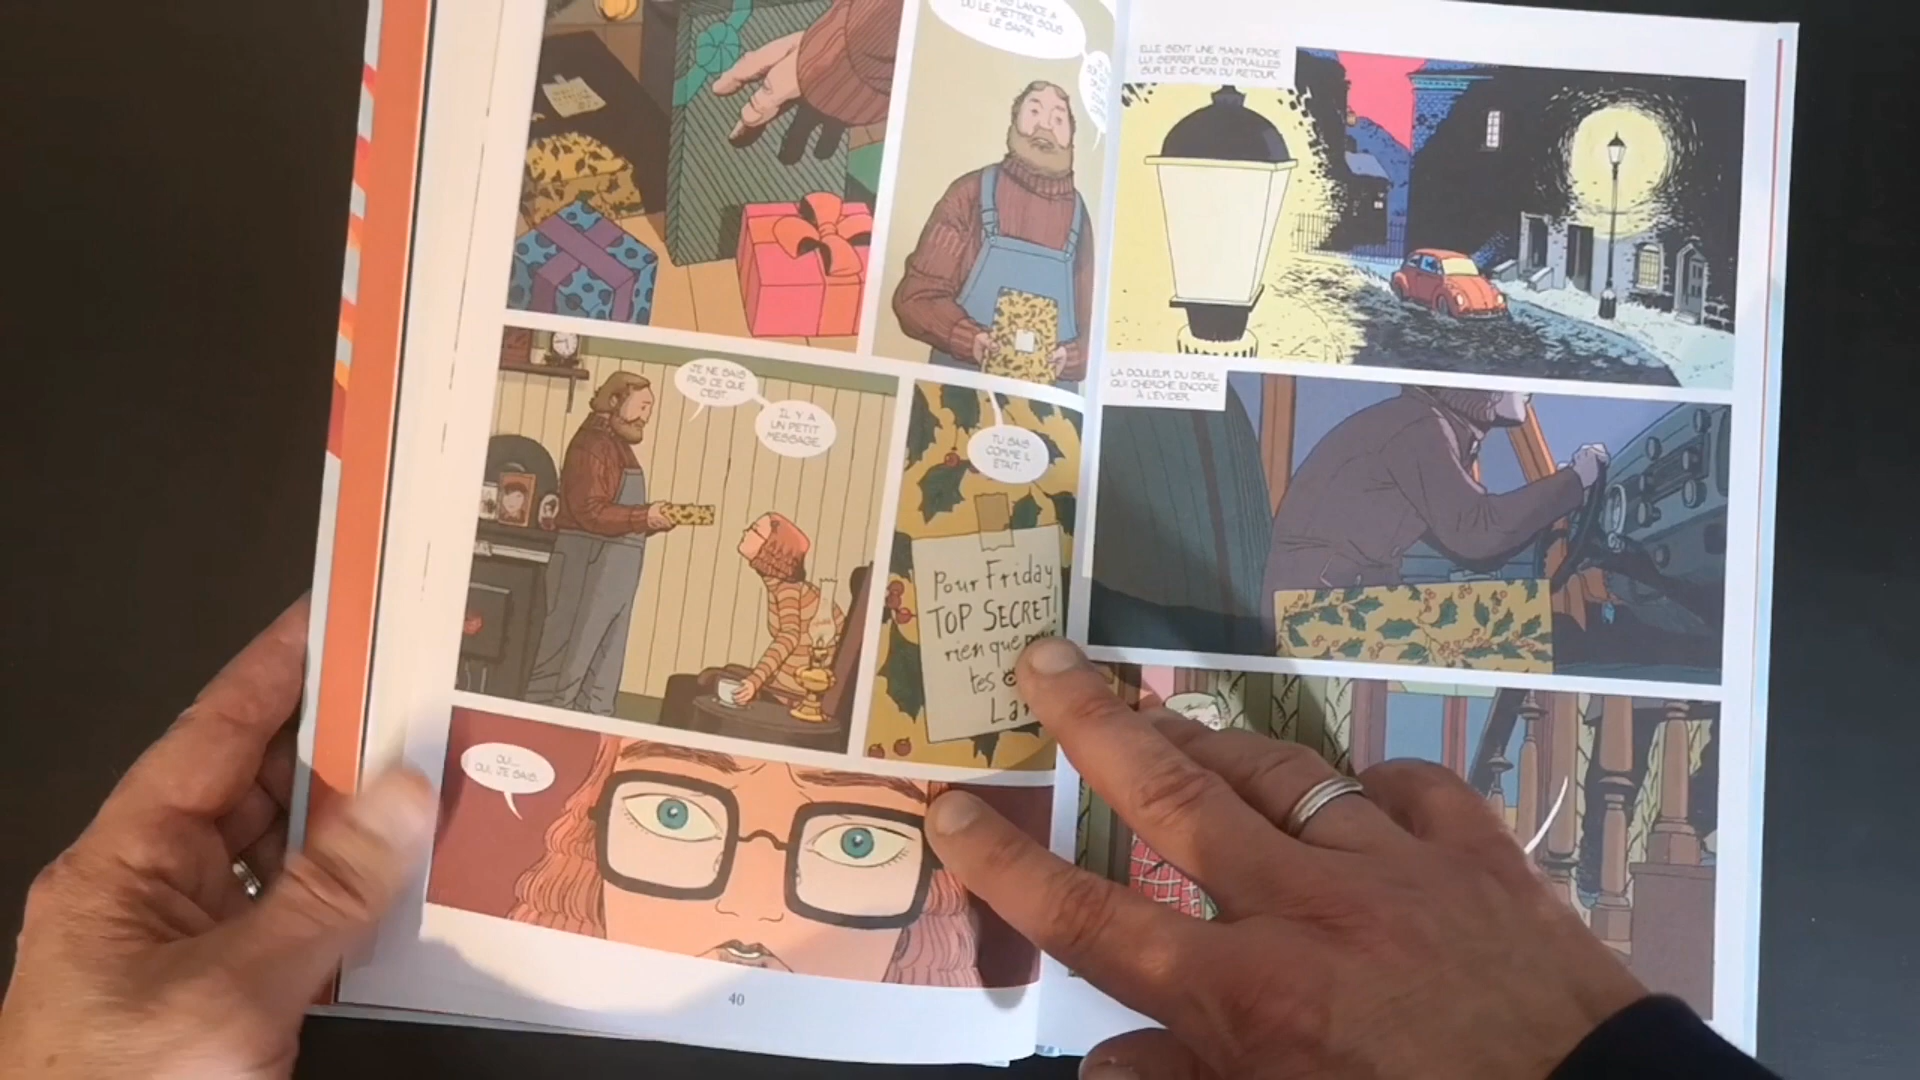 LANCE A
DÛ LE METTRE SOUS
LE SAPIN.
JE NE SAIS
PAS CE QUE
C'EST.
IL Y A
UN PETIT
MESSAGE.
TU SAIS
COMME IL
ÉTAIT.
Pour Friday
TOP SECRET!
rien que
tes
OUI...
OUI, JE SAIS.
40
ELLE SENT UNE MAIN FROIDE
LUI SERRER LES ENTRAILLES
SUR LE CHEMIN DU RETOUR.
LA DOULEUR DU DEUIL,
QUI CHERCHE ENCORE
À L'ÉVIDER.